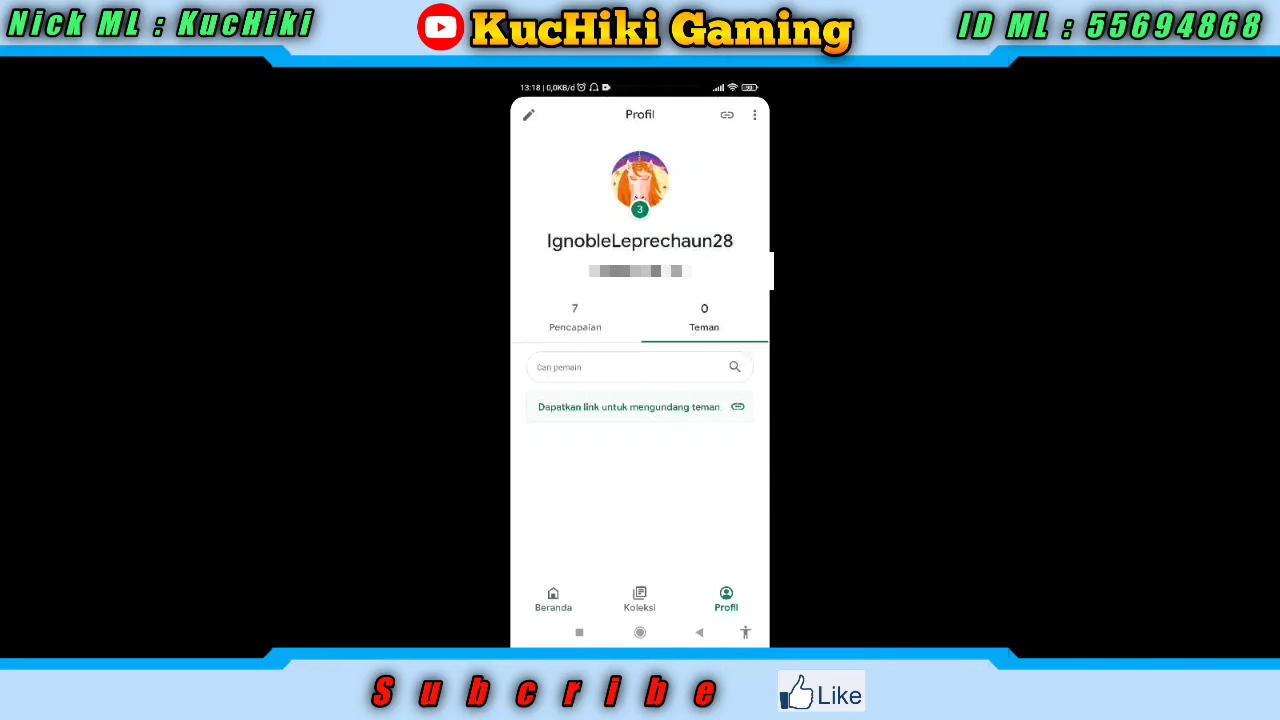 Nick ML : KucHiki
KucHiki Gaming
ID ML : 55694868
13:18 | 0,0KB/d
Profil
3
IgnobleLeprechaun28
7
Pencapaian
0
Teman
Cari pemain
Dapatkan link untuk mengundang teman.
Beranda
Koleksi
Profil
Subcribe
Like